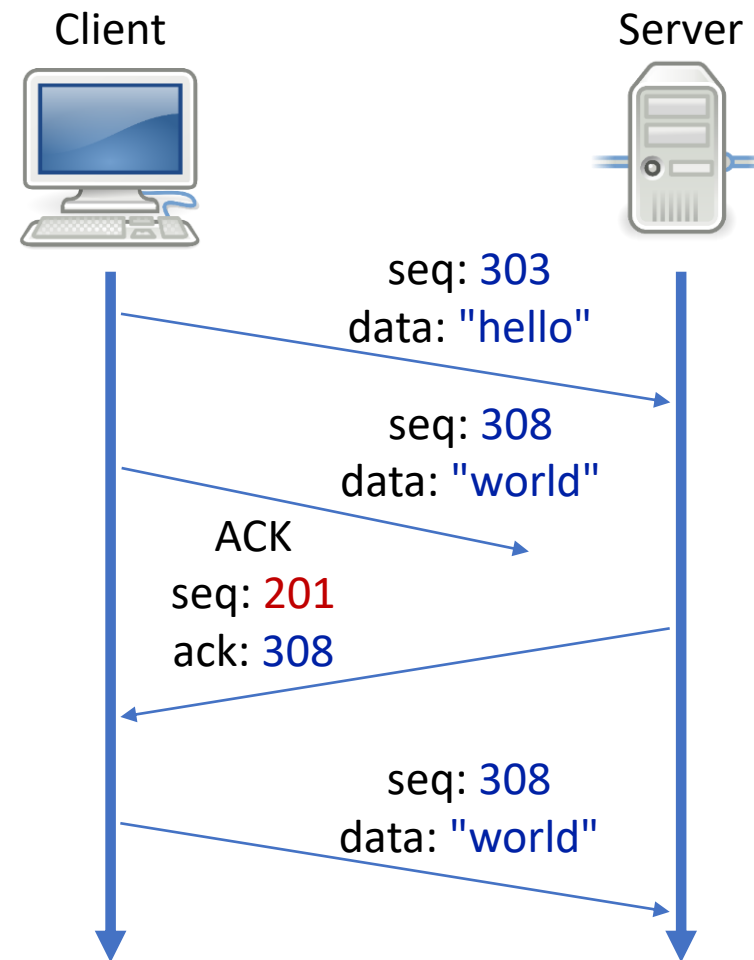 Client
Server
seq: 303
data: "hello"
seq: 308
data: "world"
ACK
seq: 201
ack: 308
seq: 308
data: "world"